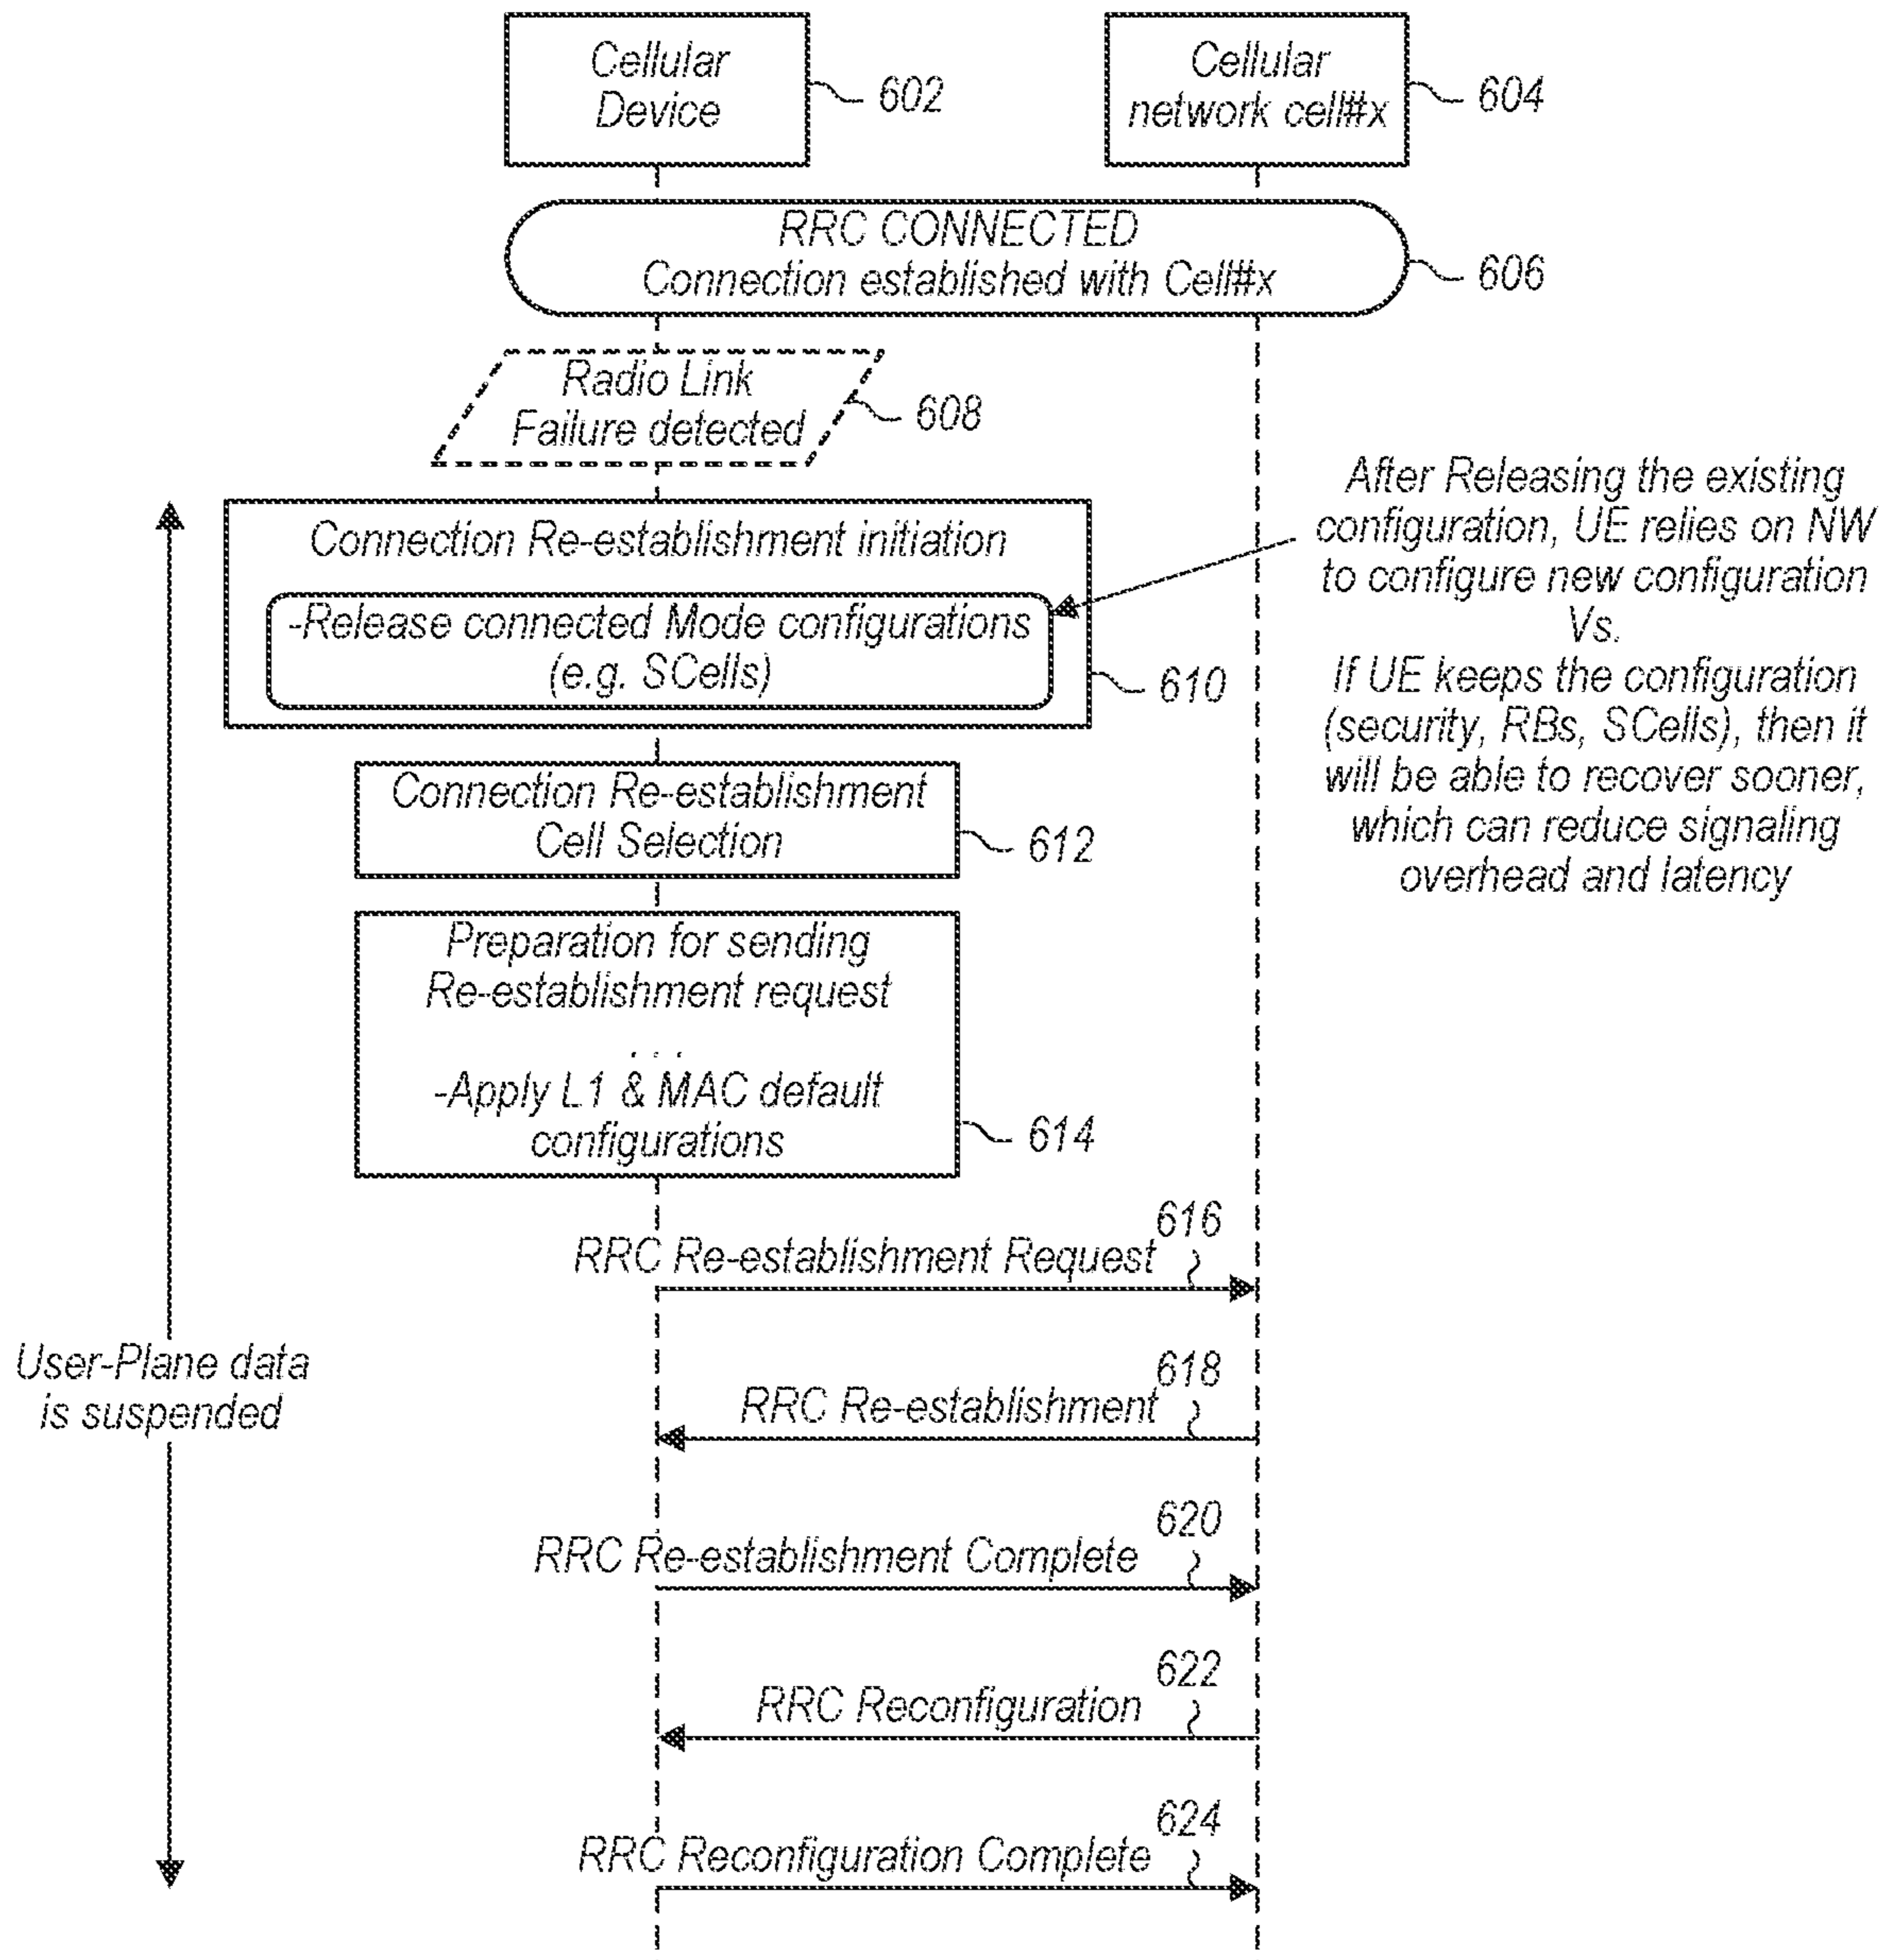 Cellular
Device
602
Cellular
network cell#x
604
RRC CONNECTED
Connection established with Cell#x
606
Radio Link
Failure detected
608
After Releasing the existing
configuration, UE relies on NW
to configure new configuration
Vs.
If UE keeps the configuration
(security, RBs, SCells), then it
will be able to recover sooner,
which can reduce signaling
overhead and latency
Connection Re-establishment initiation
-Release connected Mode configurations
(e.g. SCells)
610
Connection Re-establishment
Cell Selection
612
Preparation for sending
Re-establishment request
. . .
-Apply L1 & MAC default
configurations
614
616
RRC Re-establishment Request
User-Plane data
is suspended
618
RRC Re-establishment
620
RRC Re-establishment Complete
622
RRC Reconfiguration
624
RRC Reconfiguration Complete